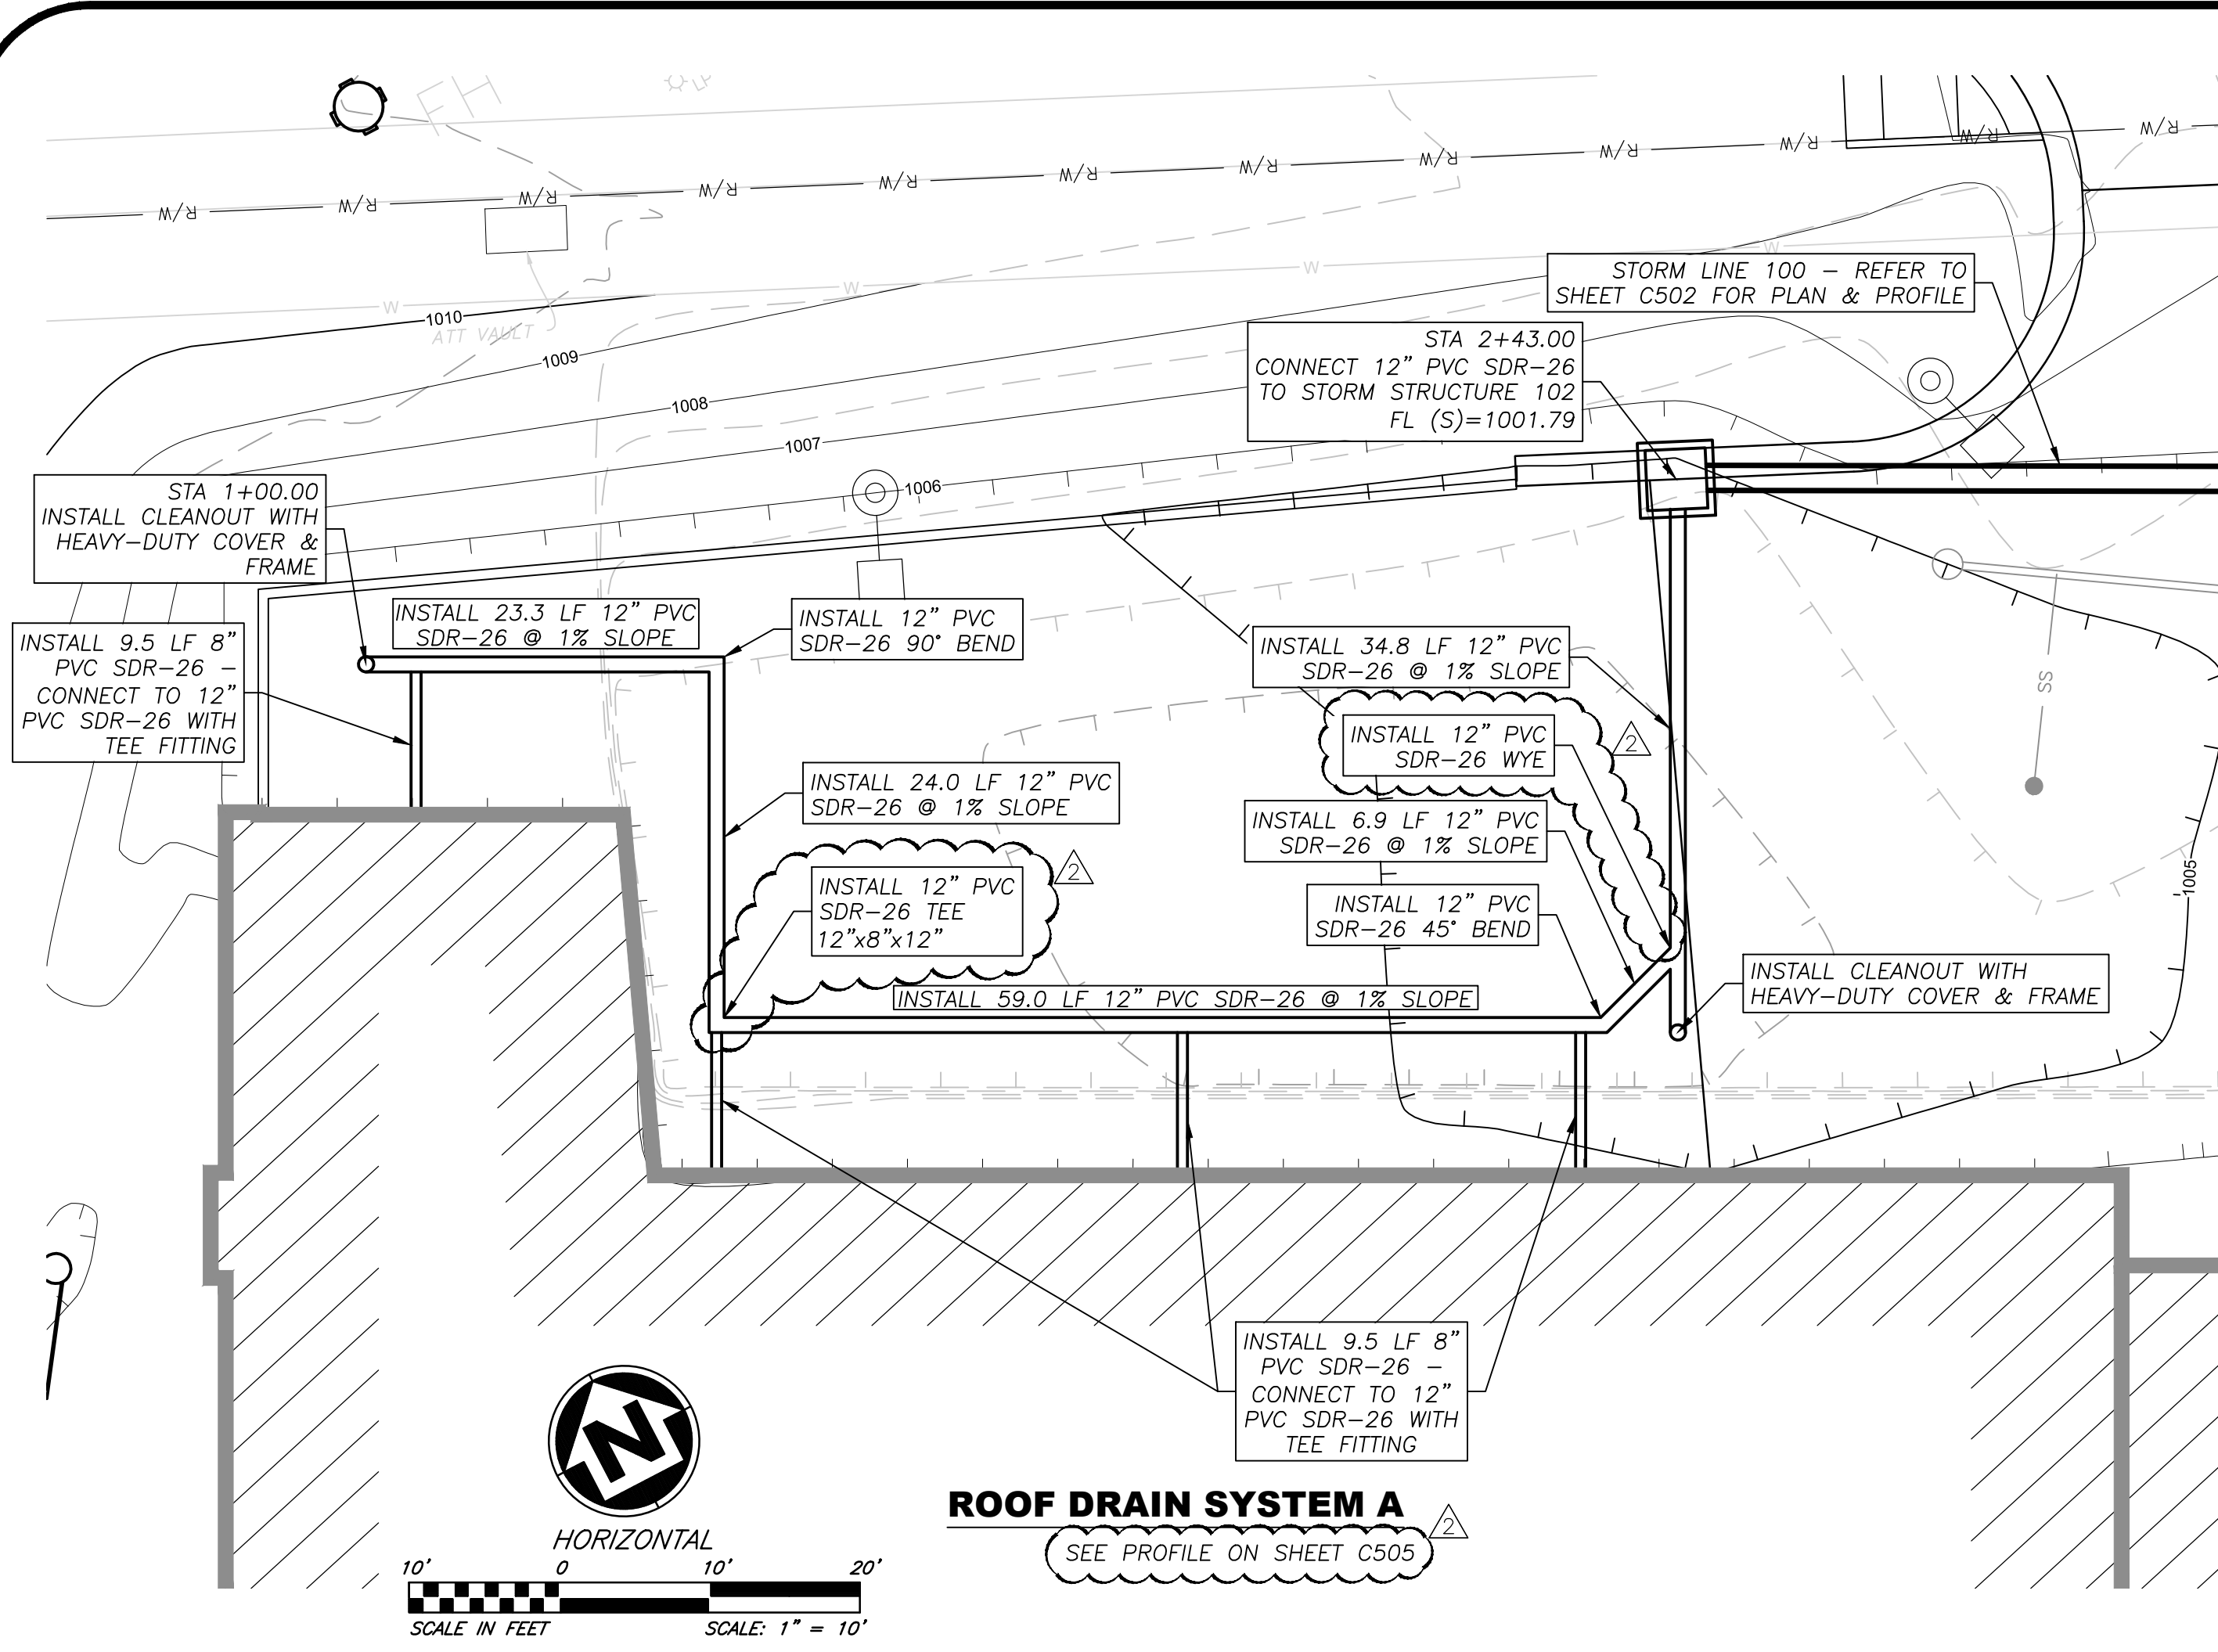 FH
R/W R/W R/W R/W R/W R/W R/W R/W R/W R/W R/W R/W
W W W W
ATT VAULT
1010
1009
1008
1007
1006
STORM LINE 100 – REFER TO
SHEET C502 FOR PLAN & PROFILE
STA 2+43.00
CONNECT 12" PVC SDR-26
TO STORM STRUCTURE 102
FL (S)=1001.79
STA 1+00.00
INSTALL CLEANOUT WITH
HEAVY-DUTY COVER &
FRAME
INSTALL 23.3 LF 12" PVC
SDR-26 @ 1% SLOPE
INSTALL 12" PVC
SDR-26 90° BEND
INSTALL 9.5 LF 8"
PVC SDR-26 –
CONNECT TO 12"
PVC SDR-26 WITH
TEE FITTING
INSTALL 34.8 LF 12" PVC
SDR-26 @ 1% SLOPE
SS
INSTALL 12" PVC
SDR-26 WYE
2
INSTALL 24.0 LF 12" PVC
SDR-26 @ 1% SLOPE
INSTALL 6.9 LF 12" PVC
SDR-26 @ 1% SLOPE
INSTALL 12" PVC
SDR-26 TEE
12"x8"x12"
2
INSTALL 12" PVC
SDR-26 45° BEND
1005
INSTALL CLEANOUT WITH
HEAVY-DUTY COVER & FRAME
INSTALL 59.0 LF 12" PVC SDR-26 @ 1% SLOPE
INSTALL 9.5 LF 8"
PVC SDR-26 –
CONNECT TO 12"
PVC SDR-26 WITH
TEE FITTING
N
ROOF DRAIN SYSTEM A
2
SEE PROFILE ON SHEET C505
HORIZONTAL
10' 0 10' 20'
SCALE IN FEET SCALE: 1" = 10'